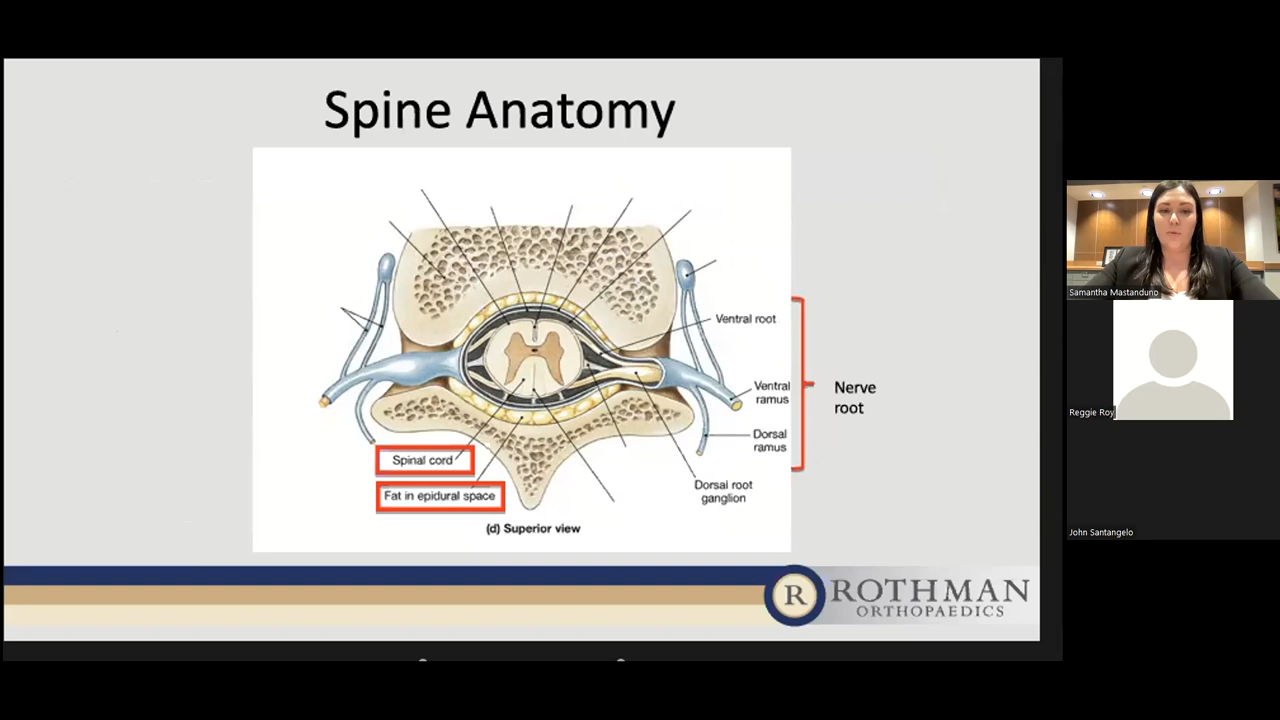 Spine Anatomy
Ventral root
Ventral
ramus
Nerve
root
Dorsal
ramus
Spinal cord
Fat in epidural space
Dorsal root
ganglion
(d) Superior view
R ROTHMAN
ORTHOPAEDICS
Samantha Mastanduno
Reggie Roy
John Santangelo